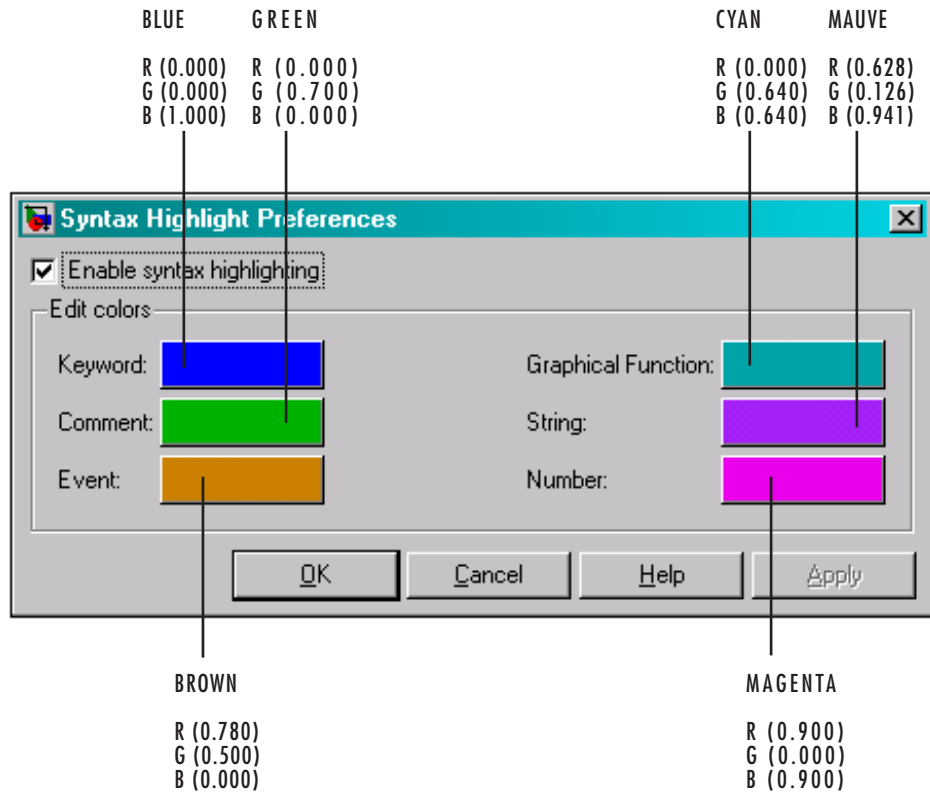 BLUE GREEN CYAN MAUVE
R (0.000) R (0.000) R (0.000) R (0.628)
G (0.000) G (0.700) G (0.640) G (0.126)
B (1.000) B (0.000) B (0.640) B (0.941)
Syntax Highlight Preferences
Enable syntax highlighting
Edit colors
Keyword: Graphical Function:
Comment: String:
Event: Number:
OK Cancel Help Apply
BROWN MAGENTA
R (0.780) R (0.900)
G (0.500) G (0.000)
B (0.000) B (0.900)